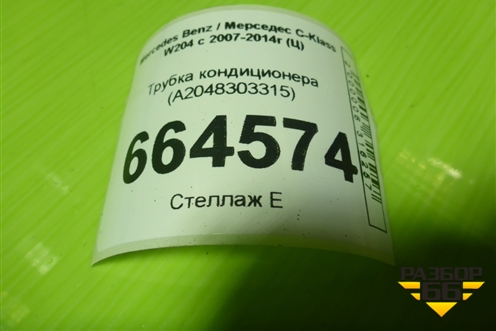 Mercedes Benz / Мерседес C-Klass
W204 с 2007-2014г (Ц)
Трубка кондиционера
(A2048303315)
664574
Стеллаж Е
РАЗБОР
66